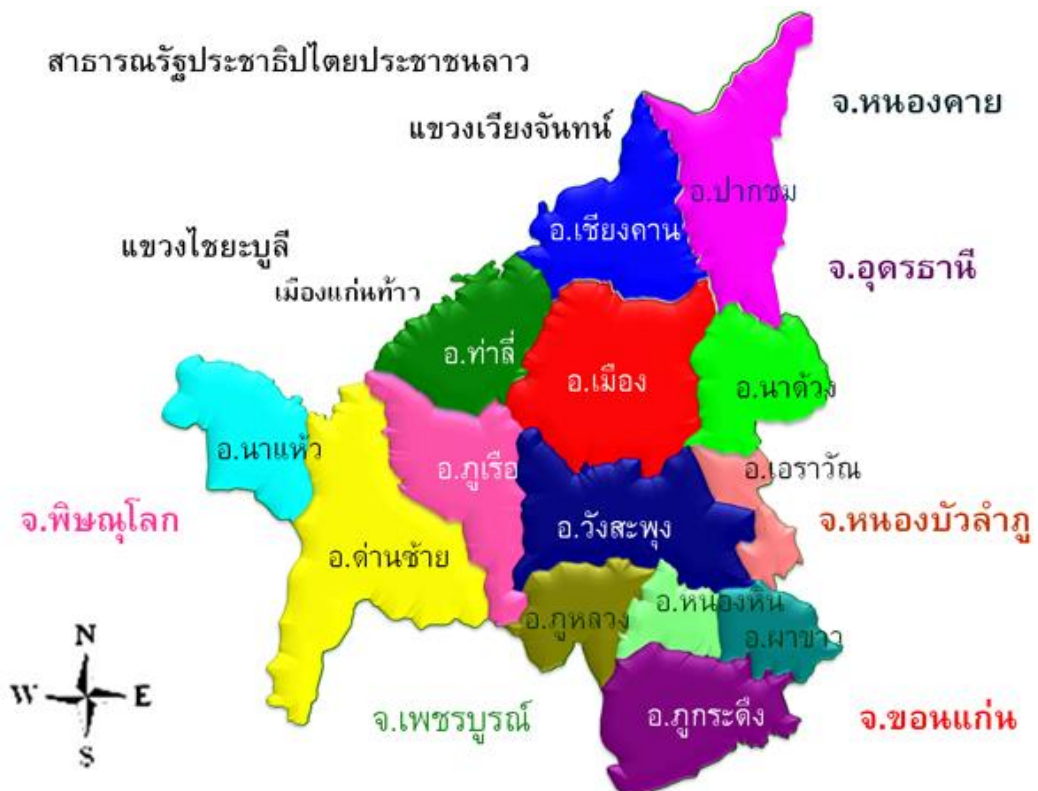 สาธารณรัฐประชาธิปไตยประชาชนลาว
จ.หนองคาย
แขวงเวียงจันทน์
อ.ปากชม
อ.เชียงคาน
แขวงไชยะบูลี
จ.อุดรธานี
เมืองแก่นท้าว
อ.ท่าลี่
อ.เมือง
อ.นาด้วง
อ.นาแห้ว
อ.ภูเรือ
อ.เอราวัณ
จ.พิษณุโลก
อ.วังสะพุง
จ.หนองบัวลำภู
อ.ด่านซ้าย
อ.หนองหิน
อ.ภูหลวง
อ.ผาขาว
N
W E
S
จ.เพชรบูรณ์
อ.ภูกระดึง
จ.ขอนแก่น